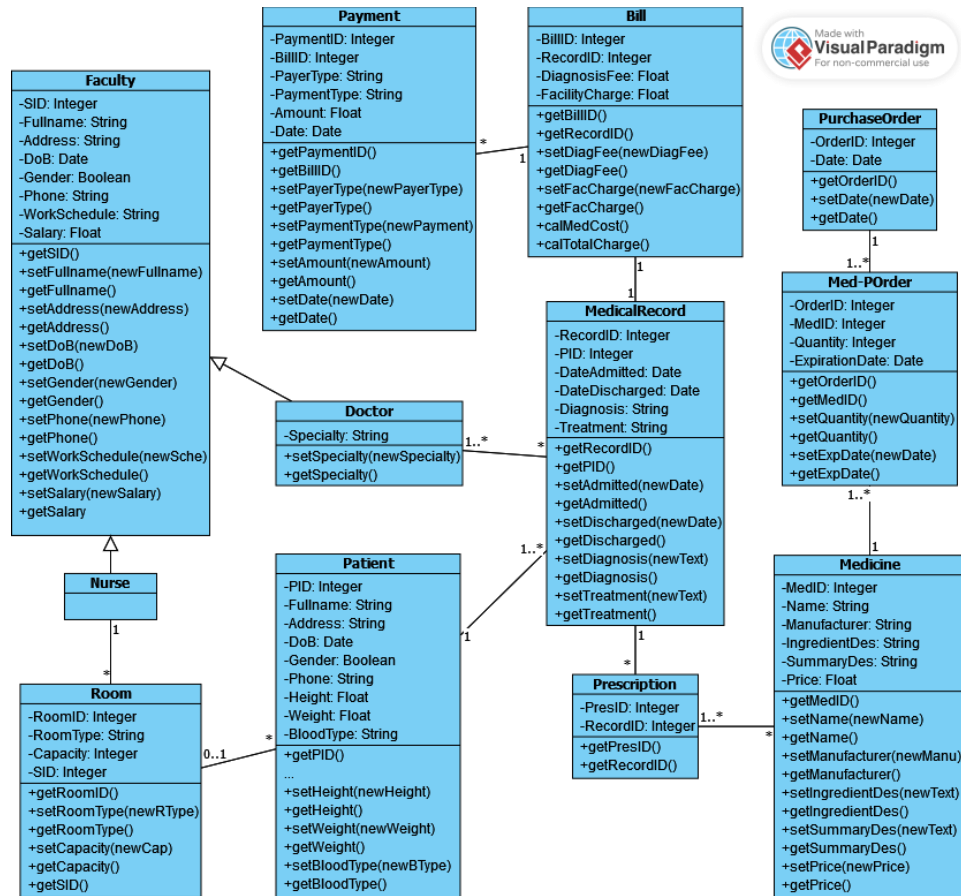 Payment
-PaymentID: Integer
-BillID: Integer
-PayerType: String
-PaymentType: String
-Amount: Float
-Date: Date
+getPaymentID()
+getBillID()
+setPayerType(newPayerType)
+getPayerType()
+setPaymentType(newPayment)
+getPaymentType()
+setAmount(newAmount)
+getAmount()
+setDate(newDate)
+getDate()
*
1
Bill
-BillID: Integer
-RecordID: Integer
-DiagnosisFee: Float
-FacilityCharge: Float
+getBillID()
+getRecordID()
+setDiagFee(newDiagFee)
+getDiagFee()
+setFacCharge(newFacCharge)
+getFacCharge()
+calMedCost()
+calTotalCharge()
1
1
Made with
VisualParadigm
For non-commercial use
Faculty
-SID: Integer
-Fullname: String
-Address: String
-DoB: Date
-Gender: Boolean
-Phone: String
-WorkSchedule: String
-Salary: Float
+getSID()
+setFullname(newFullname)
+getFullname()
+setAddress(newAddress)
+getAddress()
+setDoB(newDoB)
+getDoB()
+setGender(newGender)
+getGender()
+setPhone(newPhone)
+getPhone()
+setWorkSchedule(newSche)
+getWorkSchedule()
+setSalary(newSalary)
+getSalary
PurchaseOrder
-OrderID: Integer
-Date: Date
+getOrderID()
+setDate(newDate)
+getDate()
1
1..*
Med-POrder
-OrderID: Integer
-MedID: Integer
-Quantity: Integer
-ExpirationDate: Date
+getOrderID()
+getMedID()
+setQuantity(newQuantity)
+getQuantity()
+setExpDate(newDate)
+getExpDate()
1..*
1
MedicalRecord
-RecordID: Integer
-PID: Integer
-DateAdmitted: Date
-DateDischarged: Date
-Diagnosis: String
-Treatment: String
+getRecordID()
+getPID()
+setAdmitted(newDate)
+getAdmitted()
+setDischarged(newDate)
+getDischarged()
+setDiagnosis(newText)
+getDiagnosis()
+setTreatment(newText)
+getTreatment()
Doctor
-Specialty: String
+setSpecialty(newSpecialty)
+getSpecialty()
1..*
*
1..*
1
1
*
Nurse
1
*
Patient
-PID: Integer
-Fullname: String
-Address: String
-DoB: Date
-Gender: Boolean
-Phone: String
-Height: Float
-Weight: Float
-BloodType: String
+getPID()
...
+setHeight(newHeight)
+getHeight()
+setWeight(newWeight)
+getWeight()
+setBloodType(newBType)
+getBloodType()
Room
-RoomID: Integer
-RoomType: String
-Capacity: Integer
-SID: Integer
+getRoomID()
+setRoomType(newRType)
+getRoomType()
+setCapacity(newCap)
+getCapacity()
+getSID()
0..1
*
Prescription
-PresID: Integer
-RecordID: Integer
+getPresID()
+getRecordID()
1..*
*
Medicine
-MedID: Integer
-Name: String
-Manufacturer: String
-IngredientDes: String
-SummaryDes: String
-Price: Float
+getMedID()
+setName(newName)
+getName()
+setManufacturer(newManu)
+getManufacturer()
+setIngredientDes(newText)
+getIngredientDes()
+setSummaryDes(newText)
+getSummaryDes()
+setPrice(newPrice)
+getPrice()